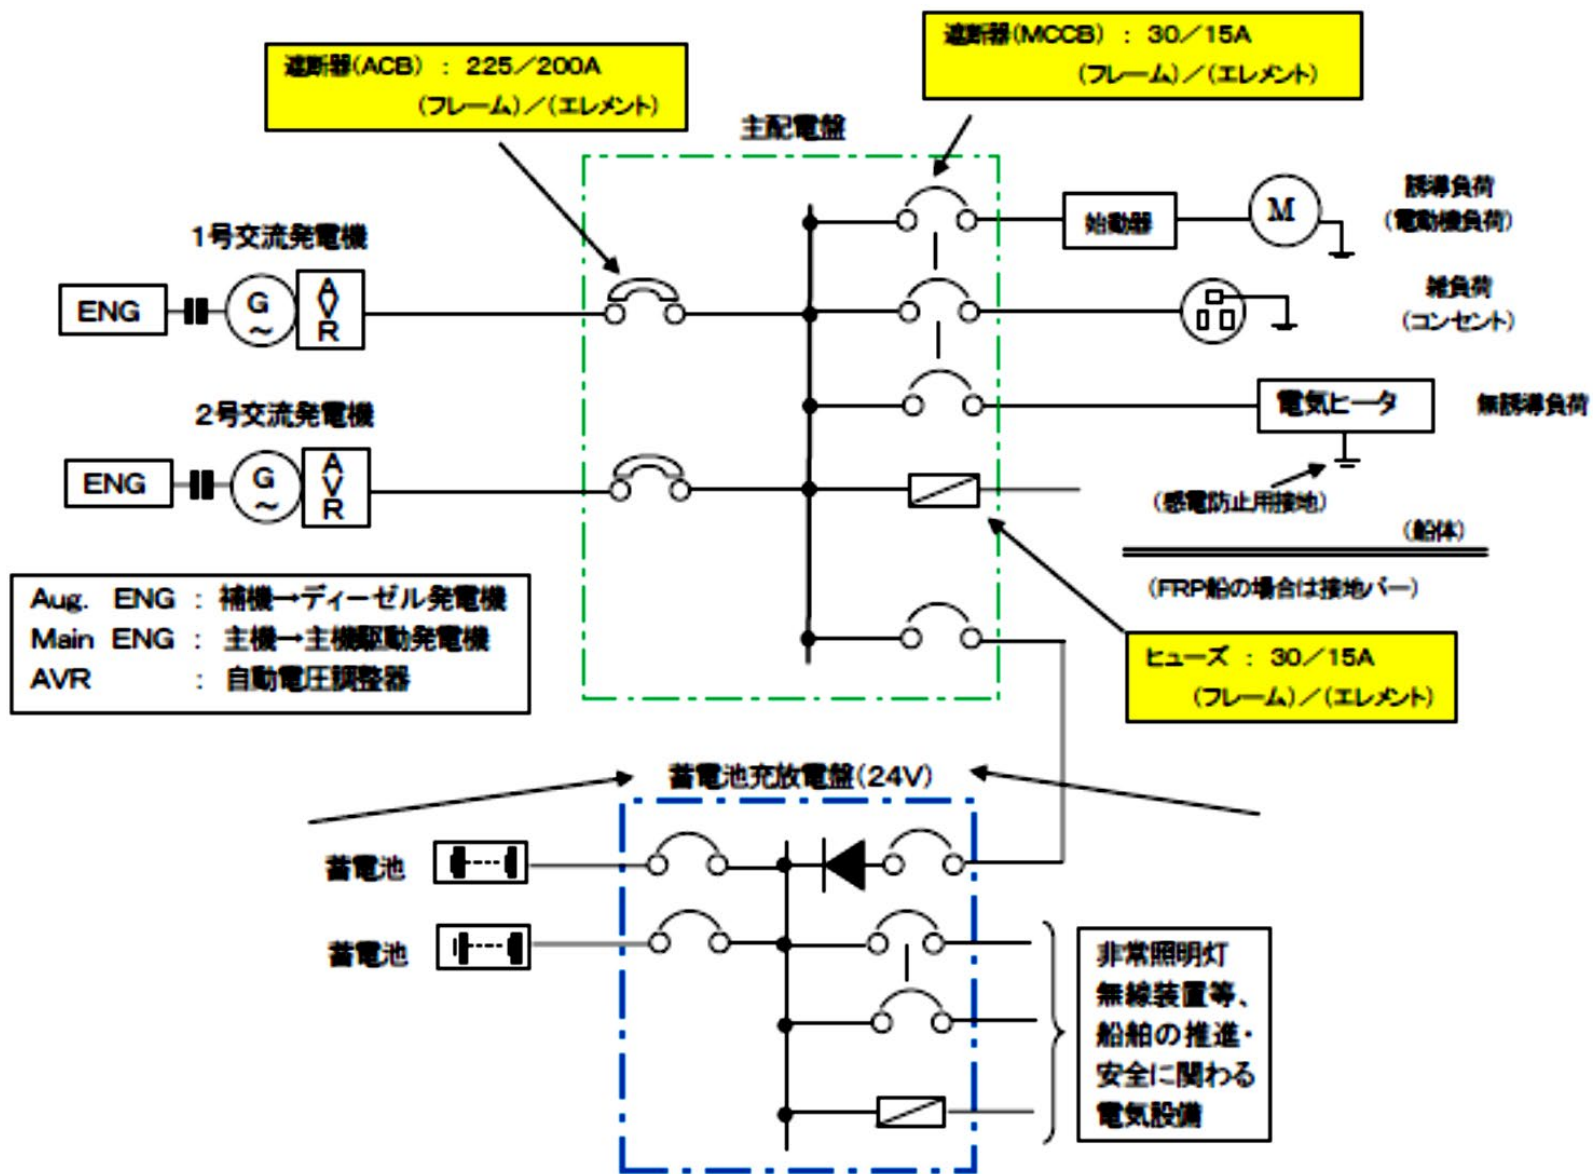 遮断器(ACB) : 225/200A
(フレーム)/(エレメント)
遮断器(MCCB) : 30/15A
(フレーム)/(エレメント)
主配電盤
1号交流発電機
ENG
G
~
AVR
2号交流発電機
ENG
G
~
AVR
始動器
M
誘導負荷
(電動機負荷)
雑負荷
(コンセント)
電気ヒータ
無誘導負荷
(感電防止用接地)
(船体)
(FRP船の場合は接地バー)
Aug. ENG : 補機→ディーゼル発電機
Main ENG : 主機→主機駆動発電機
AVR : 自動電圧調整器
ヒューズ : 30/15A
(フレーム)/(エレメント)
蓄電池充放電盤(24V)
蓄電池
蓄電池
非常照明灯
無線装置等、
船舶の推進・
安全に関わる
電気設備